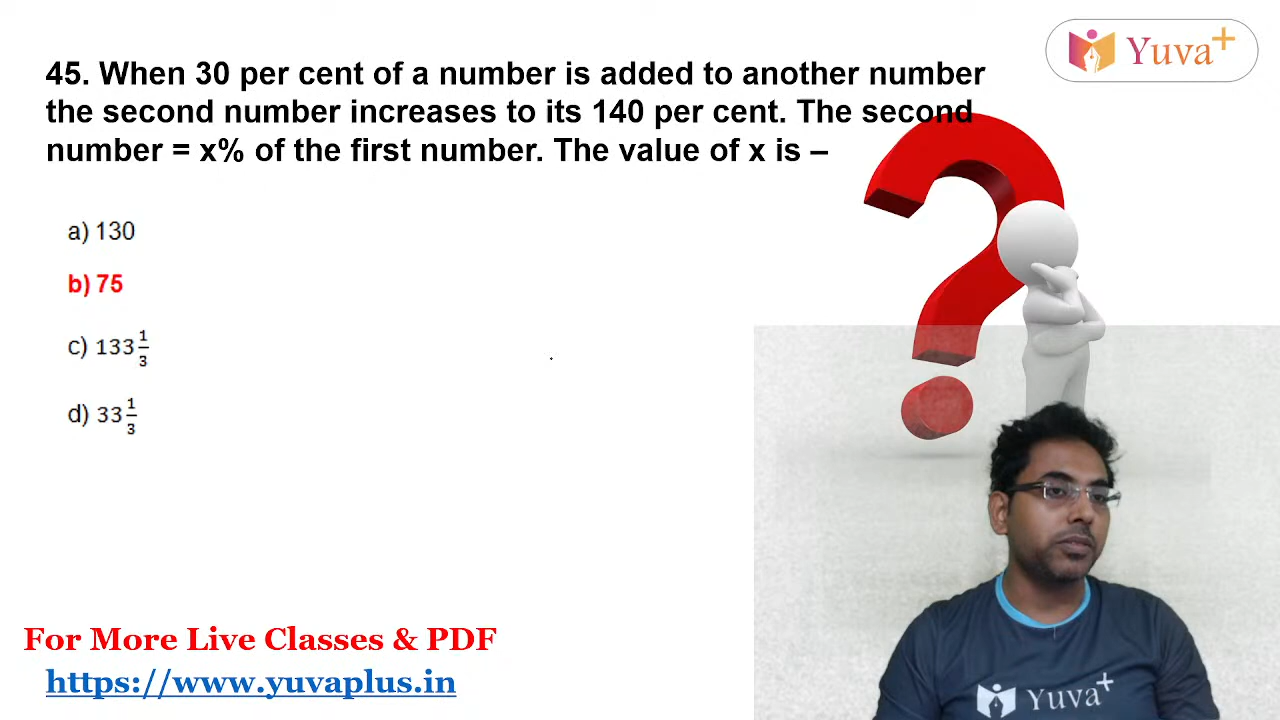 Yuva+
45. When 30 per cent of a number is added to another number
the second number increases to its 140 per cent. The second
number = x% of the first number. The value of x is –
a) 130
b) 75
c) 133 1/3
d) 33 1/3
For More Live Classes & PDF
https://www.yuvaplus.in
Yuva+